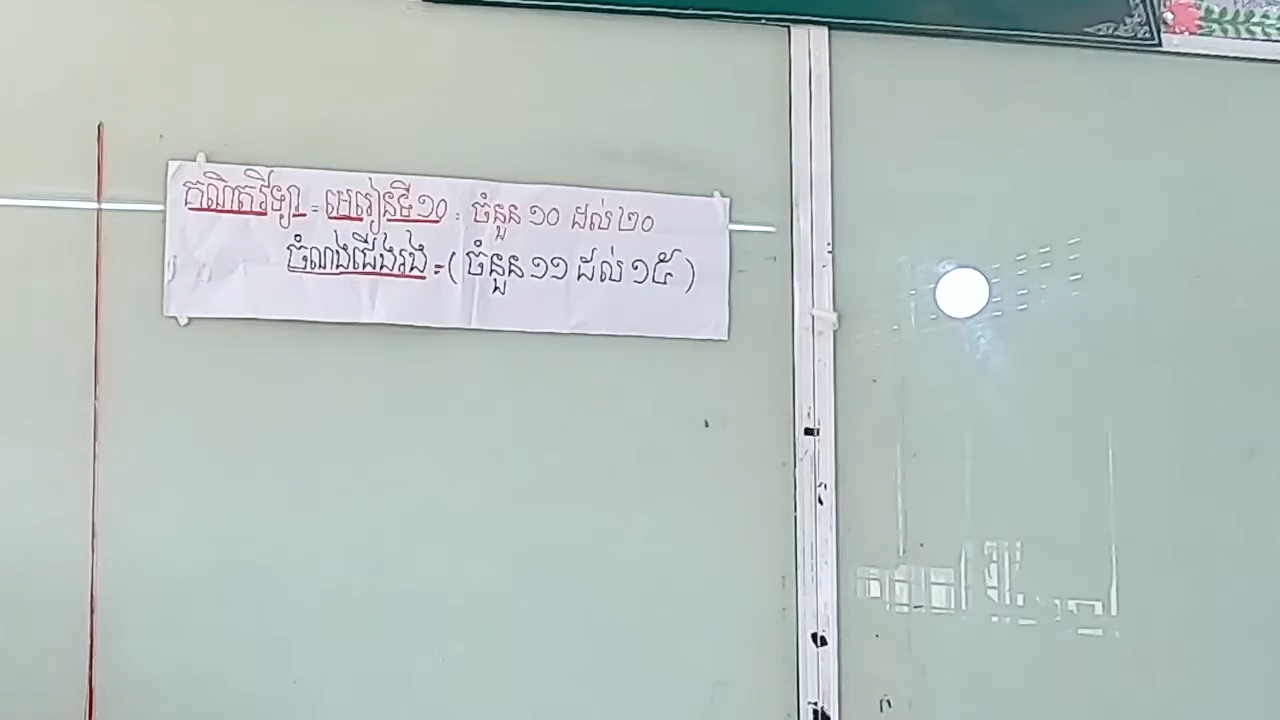 គណិតវិទ្យា = មេរៀនទី១០ : ចំនួន ១០ ដល់ ២០
ចំណងជើងរង = ( ចំនួន ១១ ដល់ ១៥ )